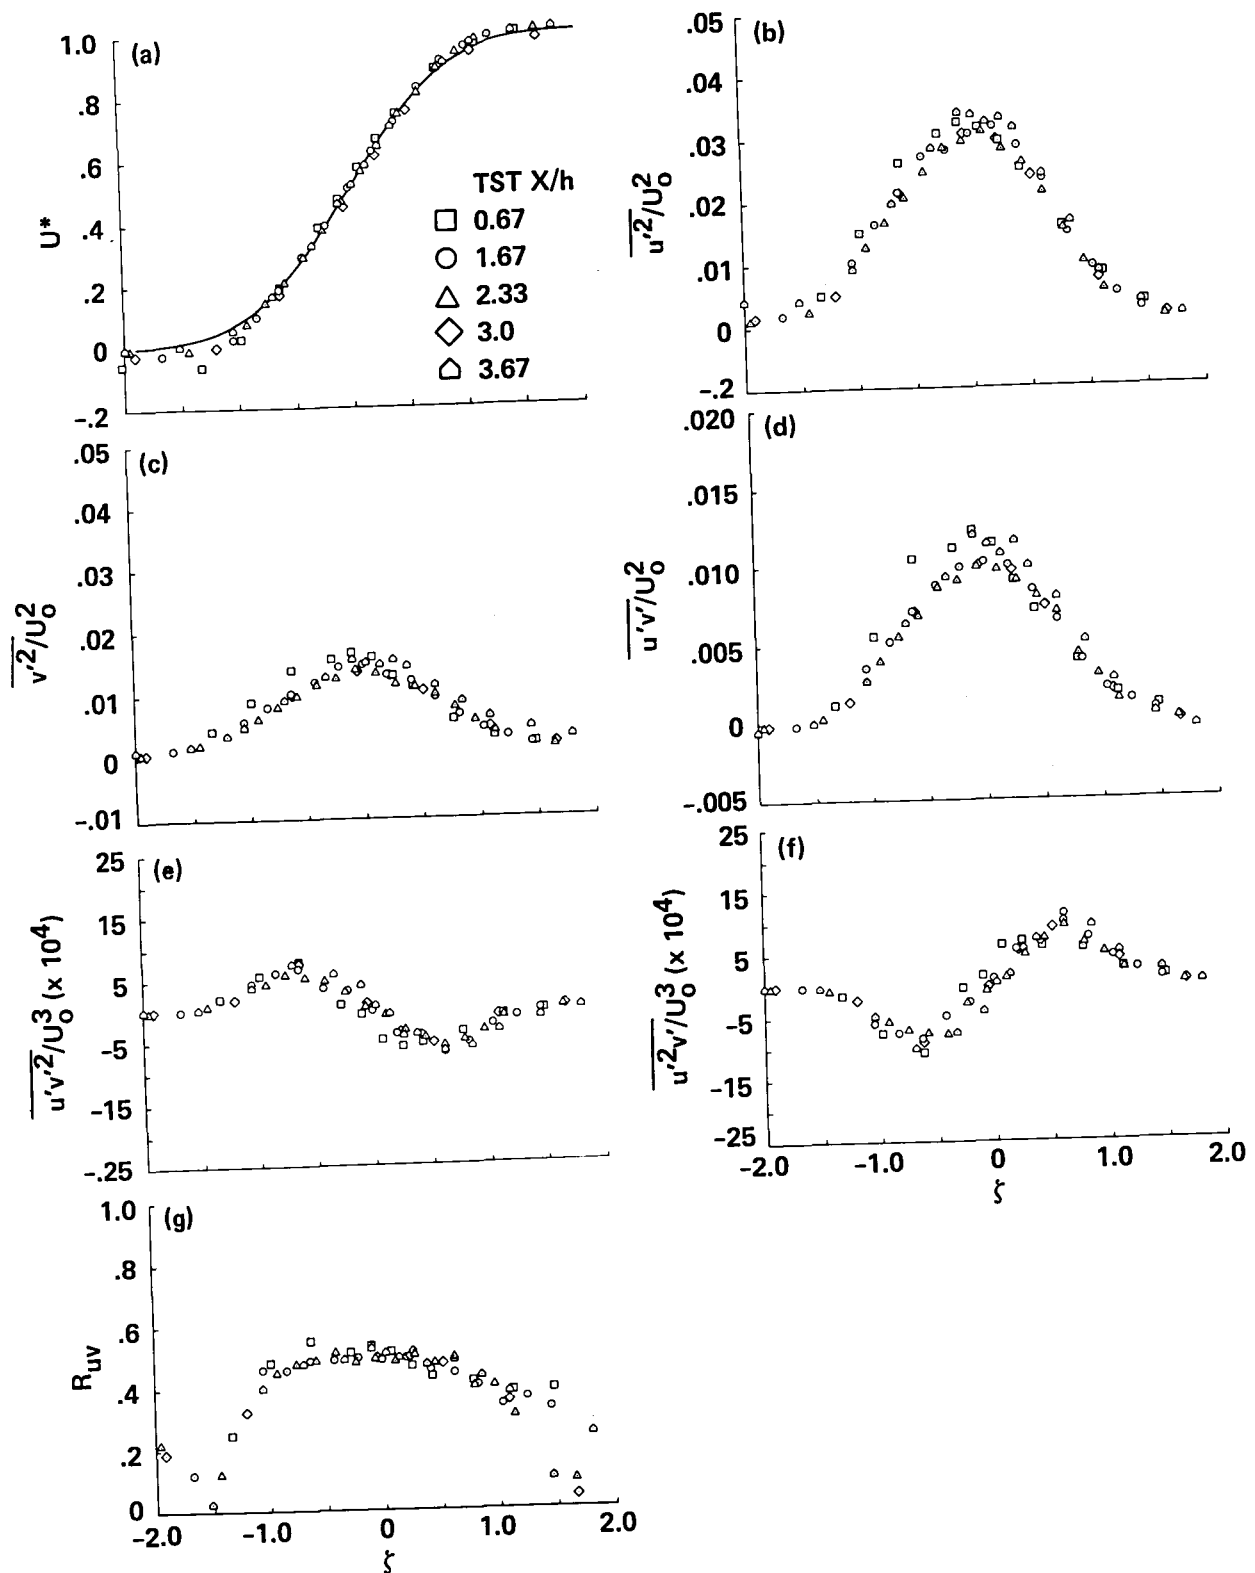 (a)
1.0
.8
.6
.4
.2
0
-.2
U*
TST X/h
0.67
1.67
2.33
3.0
3.67
(b)
.05
.04
.03
.02
.01
0
-.2
u'²/U₀²
(c)
.05
.04
.03
.02
.01
0
-.01
v'²/U₀²
(d)
.020
.015
.010
.005
0
-.005
u'v'/U₀²
(e)
25
15
5
-5
-15
-.25
u'v'²/U₀³ (x 10⁴)
(f)
25
15
5
-5
-15
-25
u'²v'/U₀³ (x 10⁴)
-2.0 -1.0 0 1.0 2.0
ζ
(g)
1.0
.8
.6
.4
.2
0
Ruv
-2.0 -1.0 0 1.0 2.0
ζ